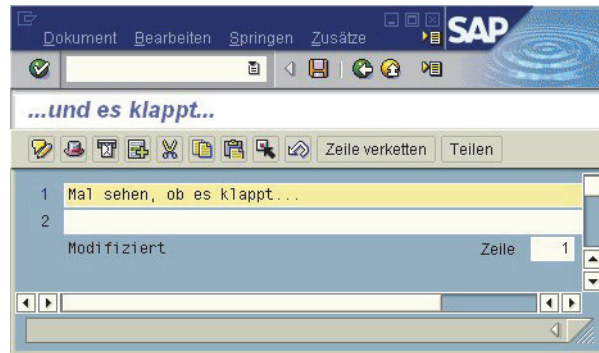 Dokument Bearbeiten Springen Zusätze
SAP
...und es klappt...
Zeile verketten Teilen
1 Mal sehen, ob es klappt...
2
Modifiziert Zeile 1